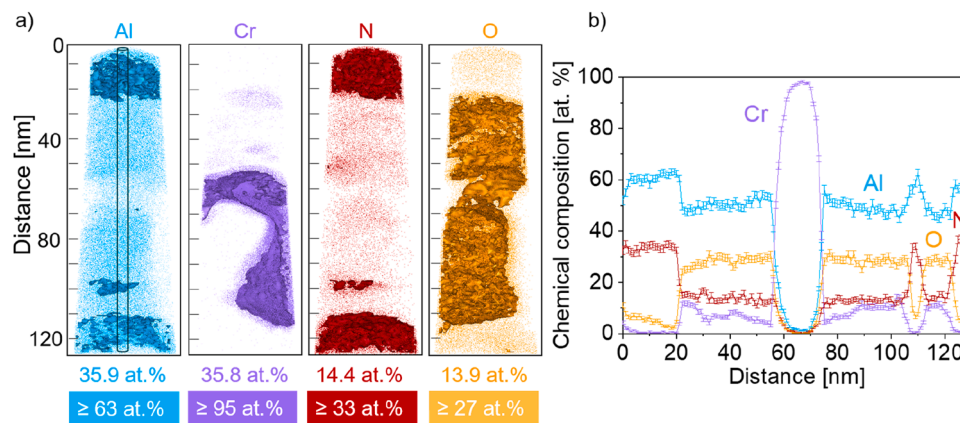 a)
Al
Cr
N
O
Distance [nm]
0
40
80
120
35.9 at.%
35.8 at.%
14.4 at.%
13.9 at.%
≥ 63 at.%
≥ 95 at.%
≥ 33 at.%
≥ 27 at.%
b)
Chemical composition [at. %]
100
80
60
40
20
0
Cr
Al
O
N
0
20
40
60
80
100
120
Distance [nm]